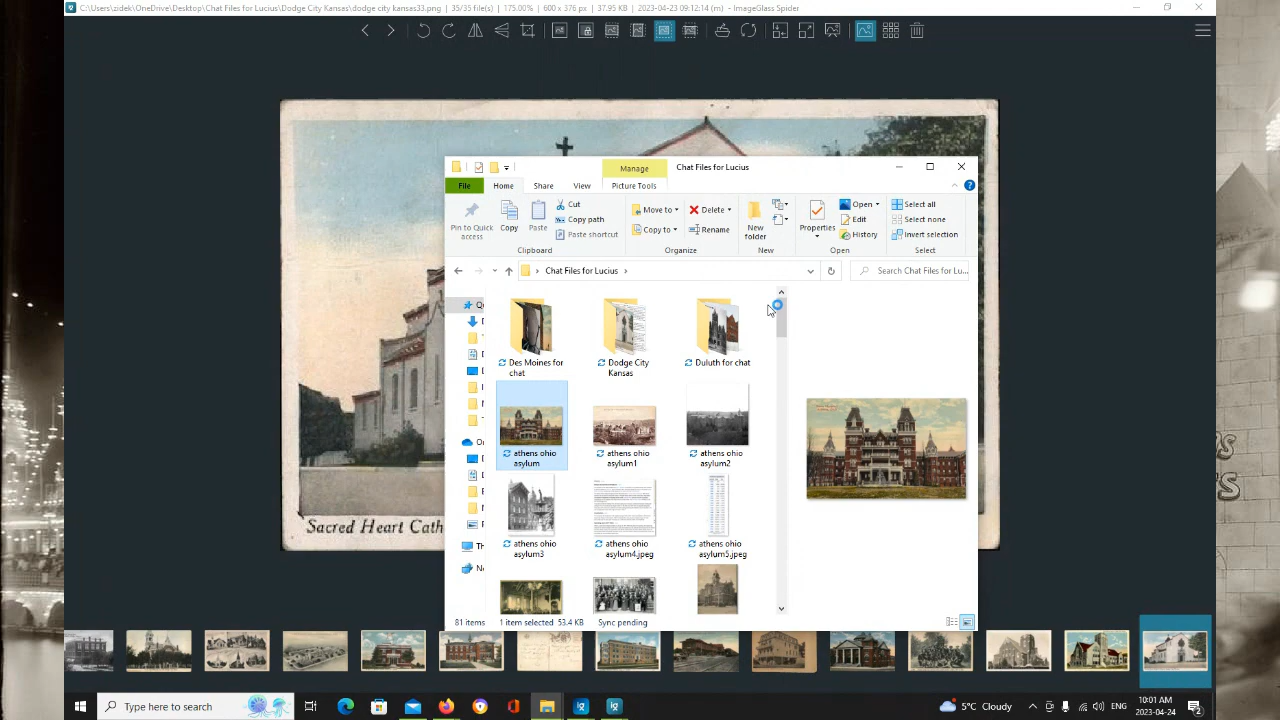 C:\Users\zidek\OneDrive\Desktop\Chat Files for Lucius\Dodge City Kansas\dodge city kansas33.png | 35/35 file(s) | 175.00% | 600 x 376 px | 37.95 KB | 2023-04-23 09:12:14 (m) - ImageGlass Spider
Manage
Chat Files for Lucius
File
Home
Share
View
Picture Tools
Pin to Quick access
Copy
Paste
Cut
Copy path
Paste shortcut
Clipboard
Move to
Copy to
Delete
Rename
Organize
New folder
New
Properties
Open
Edit
History
Open
Select all
Select none
Invert selection
Select
Chat Files for Lucius
Search Chat Files for Lu...
Des Moines for chat
Dodge City Kansas
Duluth for chat
athens ohio asylum
athens ohio asylum1
athens ohio asylum2
athens ohio asylum3
athens ohio asylum4.jpeg
athens ohio asylum5.jpeg
81 items
1 item selected 53.4 KB
Sync pending
Sacred Heart Cath
Type here to search
5°C Cloudy
ENG
10:01 AM
2023-04-24
2